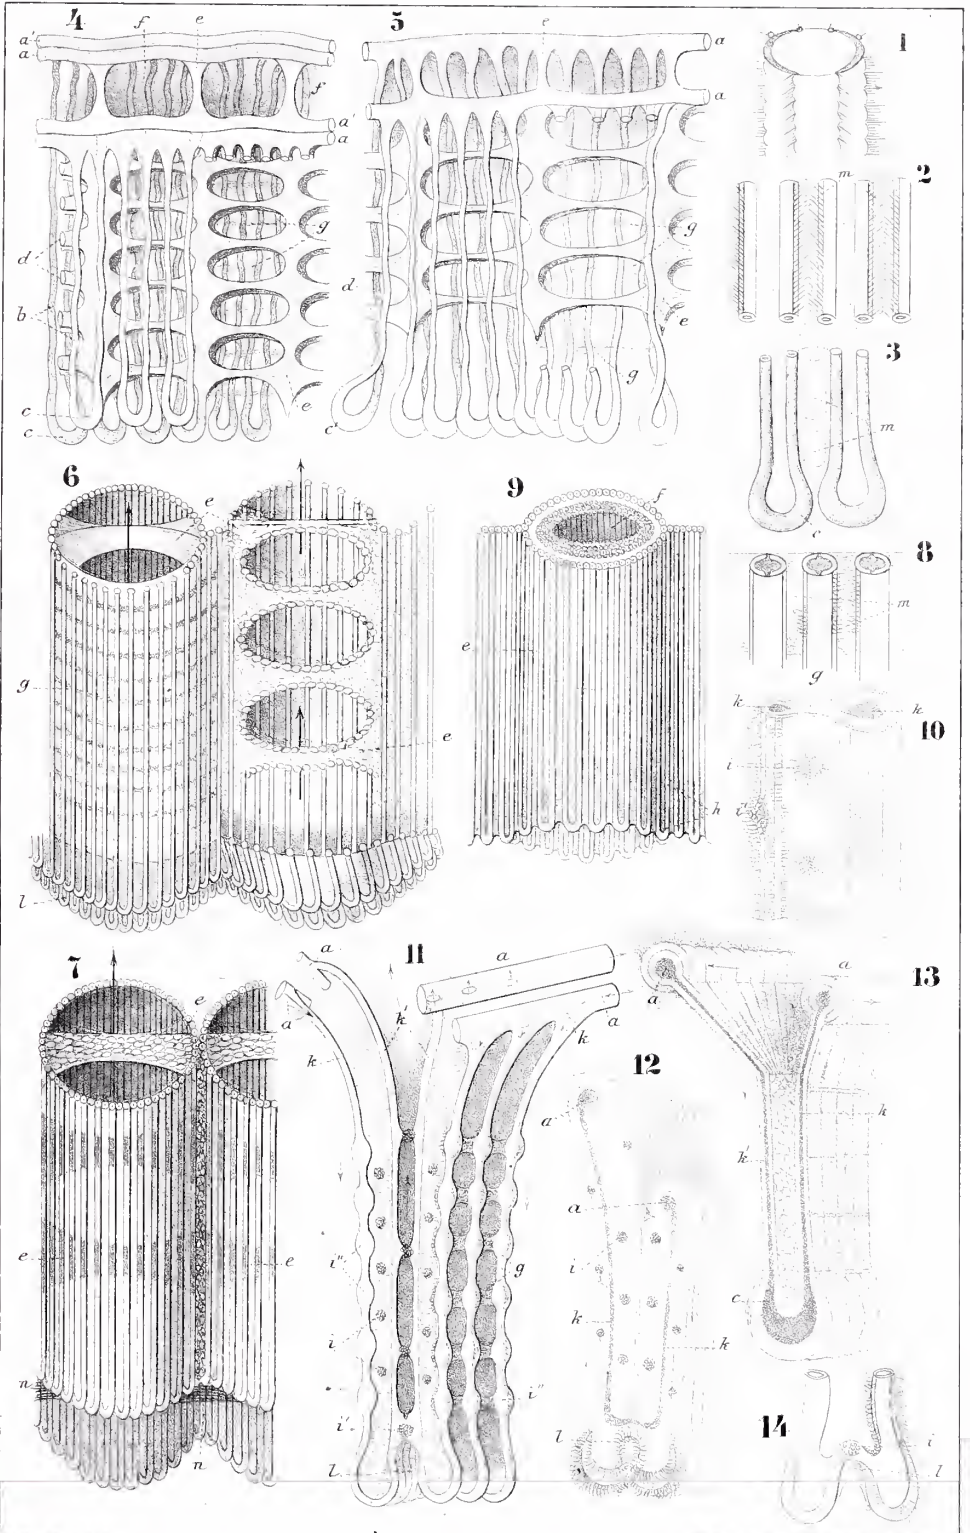 4 f e 5 e
a' a a 1
a
f
a' a a
m 2
g g
d d
b e 3
g m
c e
c c' c
6 e 9 f 8
m
e g
g k k
e 10
i
h i'
l
7 a 11 a a 13
e a k' a a
k k 12
a k
k'
a
e e i'' g i
c
i k k
n i'' 14
i' l i
n l l